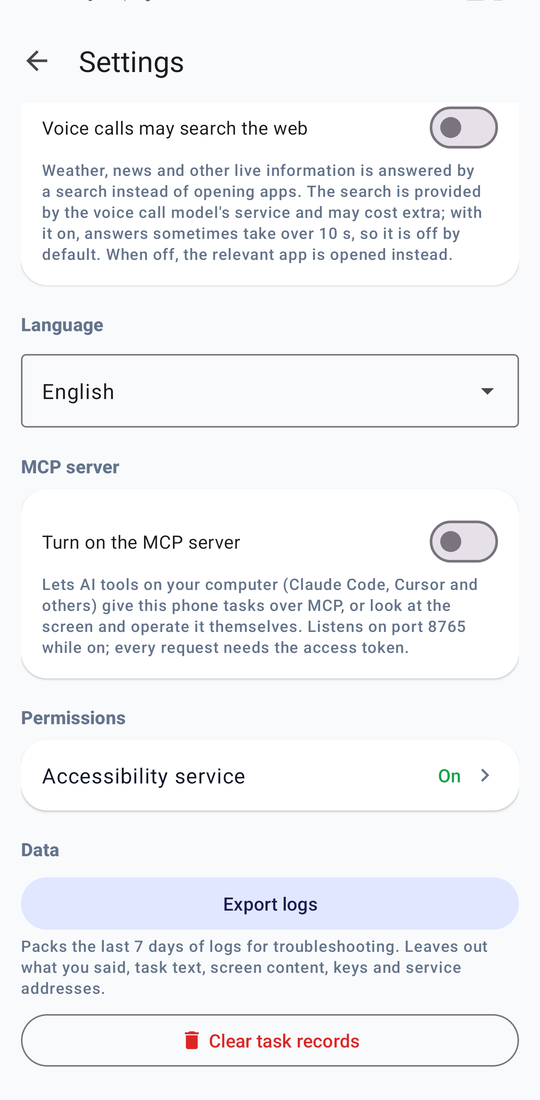 Settings
Voice calls may search the web
Weather, news and other live information is answered by
a search instead of opening apps. The search is provided
by the voice call model's service and may cost extra; with
it on, answers sometimes take over 10 s, so it is off by
default. When off, the relevant app is opened instead.
Language
English
MCP server
Turn on the MCP server
Lets AI tools on your computer (Claude Code, Cursor and
others) give this phone tasks over MCP, or look at the
screen and operate it themselves. Listens on port 8765
while on; every request needs the access token.
Permissions
Accessibility service
On
Data
Export logs
Packs the last 7 days of logs for troubleshooting. Leaves out
what you said, task text, screen content, keys and service
addresses.
Clear task records